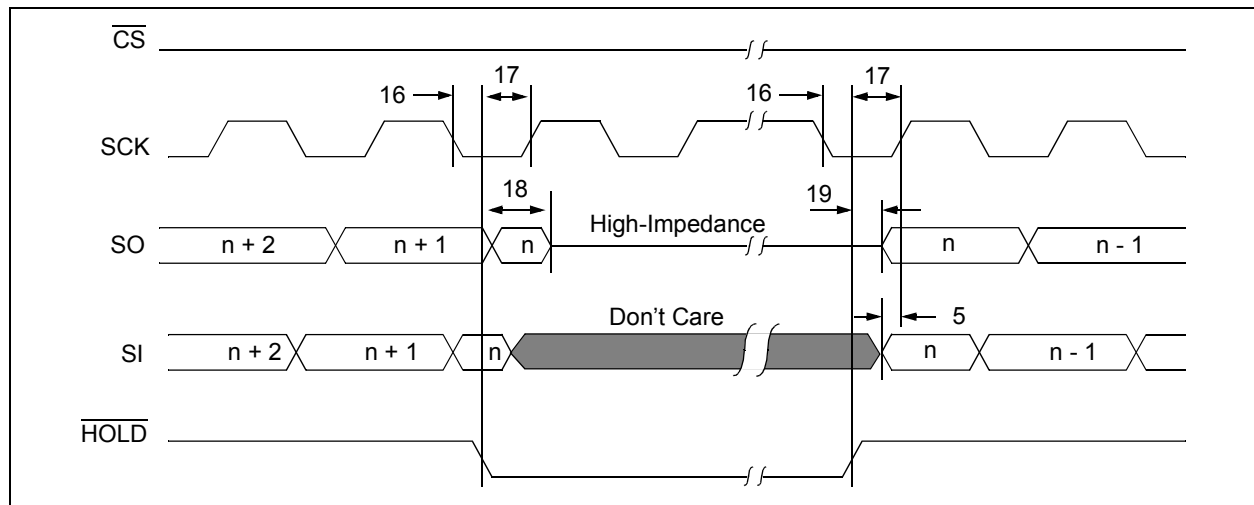 CS
17
17
16
16
SCK
18
19
High-Impedance
SO
n + 2
n + 1
n
n
n - 1
Don't Care
5
SI
n + 2
n + 1
n
n
n - 1
HOLD